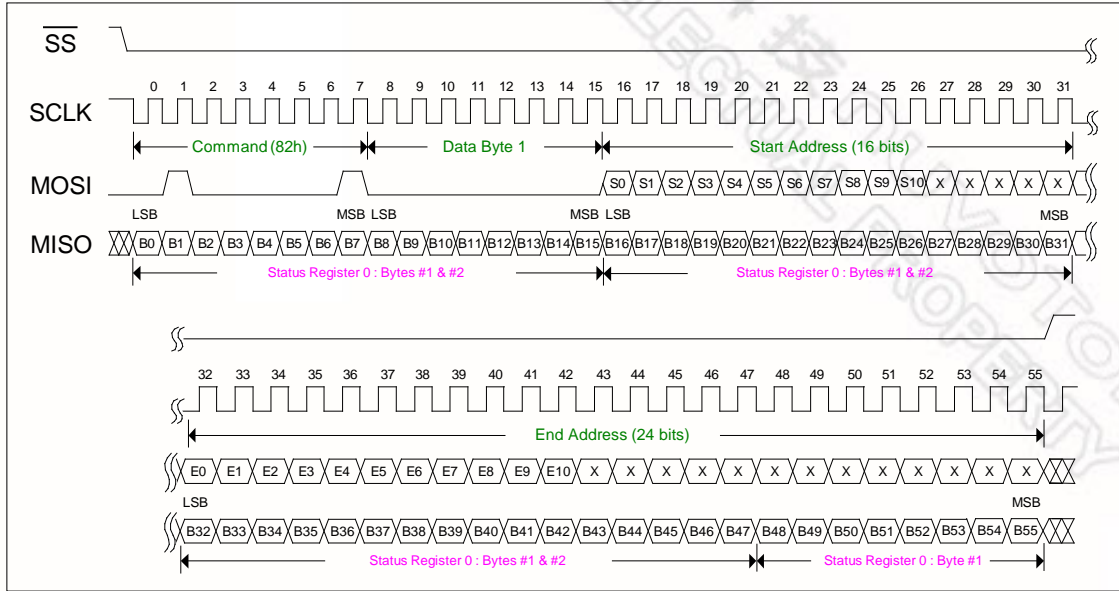 SS
0 1 2 3 4 5 6 7 8 9 10 11 12 13 14 15 16 17 18 19 20 21 22 23 24 25 26 27 28 29 30 31
SCLK
Command (82h) Data Byte 1 Start Address (16 bits)
MOSI S0 S1 S2 S3 S4 S5 S6 S7 S8 S9 S10 X X X X X
LSB MSB LSB MSB LSB MSB
MISO B0 B1 B2 B3 B4 B5 B6 B7 B8 B9 B10 B11 B12 B13 B14 B15 B16 B17 B18 B19 B20 B21 B22 B23 B24 B25 B26 B27 B28 B29 B30 B31
Status Register 0 : Bytes #1 & #2 Status Register 0 : Bytes #1 & #2
32 33 34 35 36 37 38 39 40 41 42 43 44 45 46 47 48 49 50 51 52 53 54 55
End Address (24 bits)
E0 E1 E2 E3 E4 E5 E6 E7 E8 E9 E10 X X X X X X X X X X X X X
LSB MSB
B32 B33 B34 B35 B36 B37 B38 B39 B40 B41 B42 B43 B44 B45 B46 B47 B48 B49 B50 B51 B52 B53 B54 B55
Status Register 0 : Bytes #1 & #2 Status Register 0 : Byte #1
NUVOTON
PROPERTY